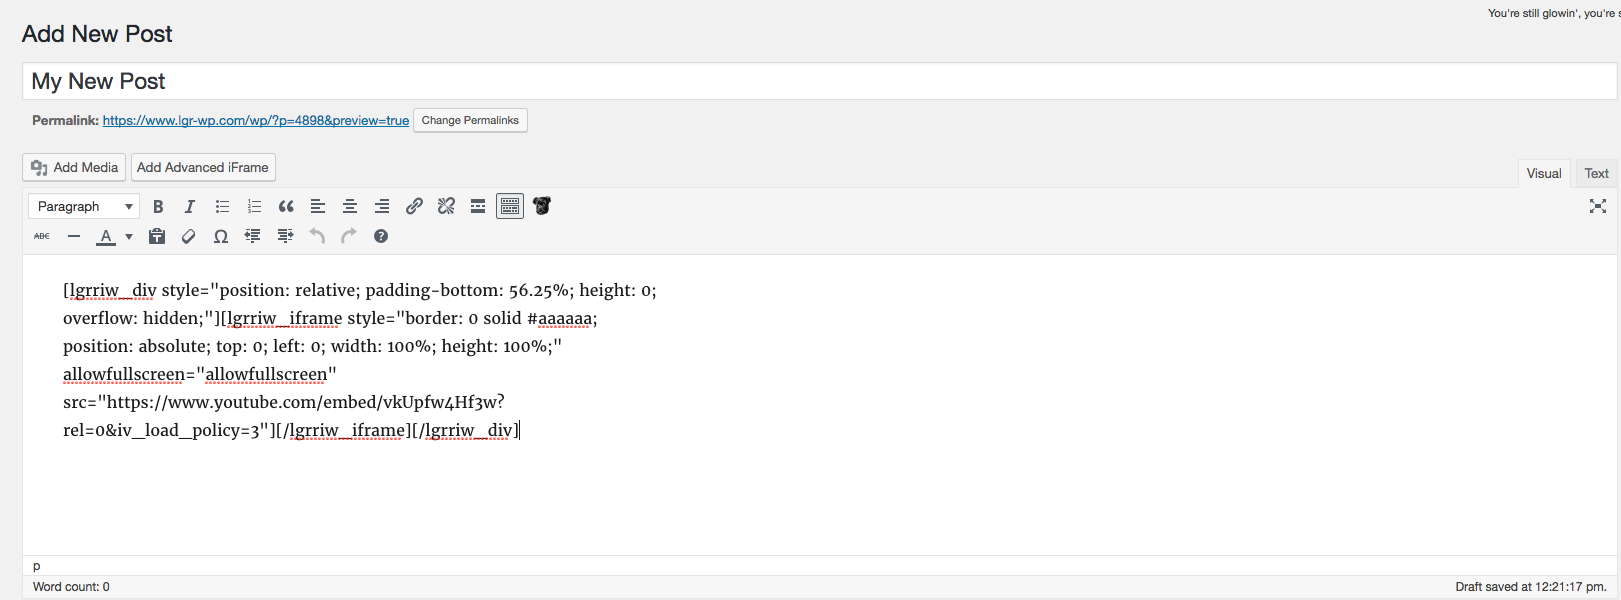 You're still glowin', you're
Add New Post
My New Post
Permalink: https://www.lgr-wp.com/wp/?p=4898&preview=true Change Permalinks
Add Media Add Advanced iFrame
Visual Text
Paragraph B I
ABC A Ω
[lgrriw_div style="position: relative; padding-bottom: 56.25%; height: 0;
overflow: hidden;"][lgrriw_iframe style="border: 0 solid #aaaaaa;
position: absolute; top: 0; left: 0; width: 100%; height: 100%;"
allowfullscreen="allowfullscreen"
src="https://www.youtube.com/embed/vkUpfw4Hf3w?
rel=0&iv_load_policy=3"][/lgrriw_iframe][/lgrriw_div]
p
Word count: 0
Draft saved at 12:21:17 pm.